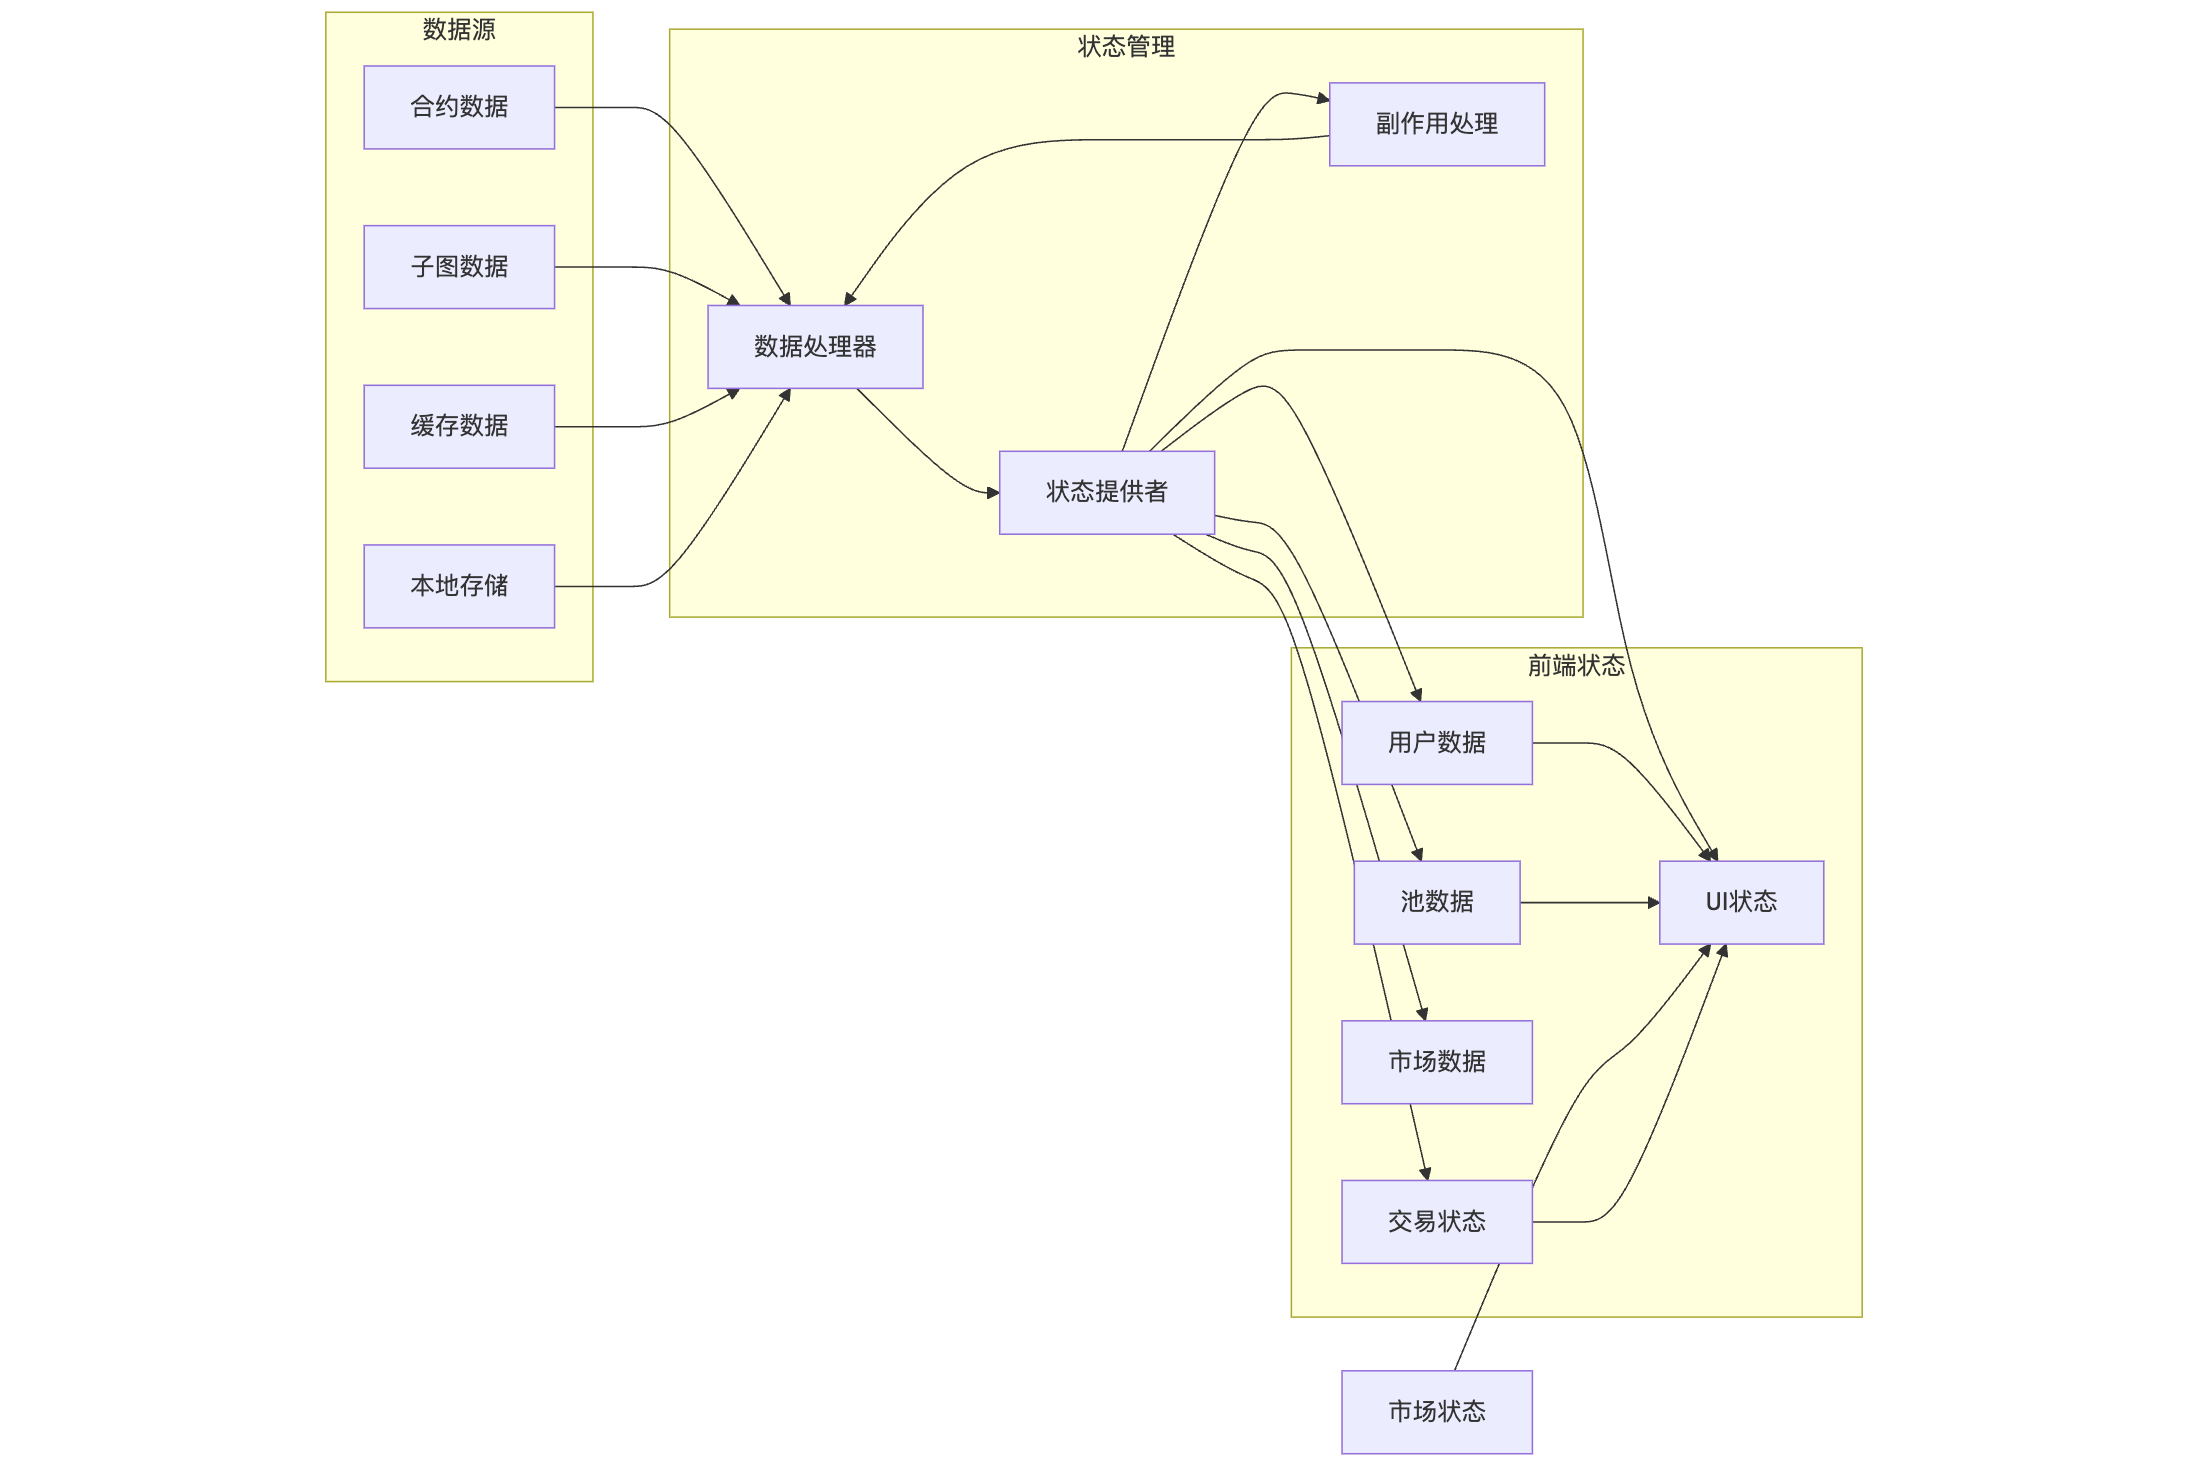 数据源
合约数据
子图数据
缓存数据
本地存储
状态管理
副作用处理
数据处理器
状态提供者
前端状态
用户数据
池数据
UI状态
市场数据
交易状态
市场状态